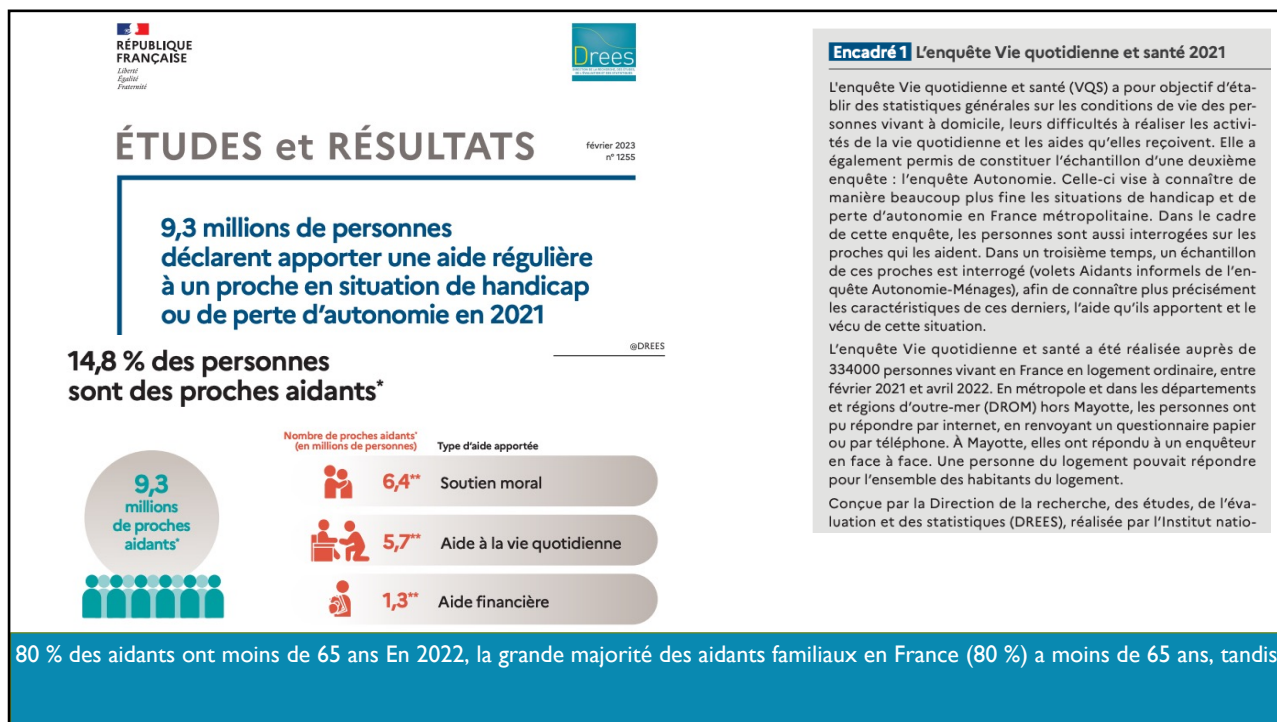 RÉPUBLIQUE
FRANÇAISE
Liberté
Égalité
Fraternité
Drees
DIRECTION DE LA RECHERCHE, DES ÉTUDES,
DE L'ÉVALUATION ET DES STATISTIQUES
ÉTUDES et RÉSULTATS
février 2023
n° 1255
9,3 millions de personnes
déclarent apporter une aide régulière
à un proche en situation de handicap
ou de perte d'autonomie en 2021
@DREES
14,8 % des personnes
sont des proches aidants*
Nombre de proches aidants*
(en millions de personnes)
Type d'aide apportée
9,3
millions
de proches
aidants*
6,4** Soutien moral
5,7** Aide à la vie quotidienne
1,3** Aide financière
Encadré 1 L'enquête Vie quotidienne et santé 2021
L'enquête Vie quotidienne et santé (VQS) a pour objectif d'éta-
blir des statistiques générales sur les conditions de vie des per-
sonnes vivant à domicile, leurs difficultés à réaliser les activi-
tés de la vie quotidienne et les aides qu'elles reçoivent. Elle a
également permis de constituer l'échantillon d'une deuxième
enquête : l'enquête Autonomie. Celle-ci vise à connaître de
manière beaucoup plus fine les situations de handicap et de
perte d'autonomie en France métropolitaine. Dans le cadre
de cette enquête, les personnes sont aussi interrogées sur les
proches qui les aident. Dans un troisième temps, un échantillon
de ces proches est interrogé (volets Aidants informels de l'en-
quête Autonomie-Ménages), afin de connaître plus précisément
les caractéristiques de ces derniers, l'aide qu'ils apportent et le
vécu de cette situation.
L'enquête Vie quotidienne et santé a été réalisée auprès de
334000 personnes vivant en France en logement ordinaire, entre
février 2021 et avril 2022. En métropole et dans les départements
et régions d'outre-mer (DROM) hors Mayotte, les personnes ont
pu répondre par internet, en renvoyant un questionnaire papier
ou par téléphone. À Mayotte, elles ont répondu à un enquêteur
en face à face. Une personne du logement pouvait répondre
pour l'ensemble des habitants du logement.
Conçue par la Direction de la recherche, des études, de l'éva-
luation et des statistiques (DREES), réalisée par l'Institut natio-
80 % des aidants ont moins de 65 ans En 2022, la grande majorité des aidants familiaux en France (80 %) a moins de 65 ans, tandis